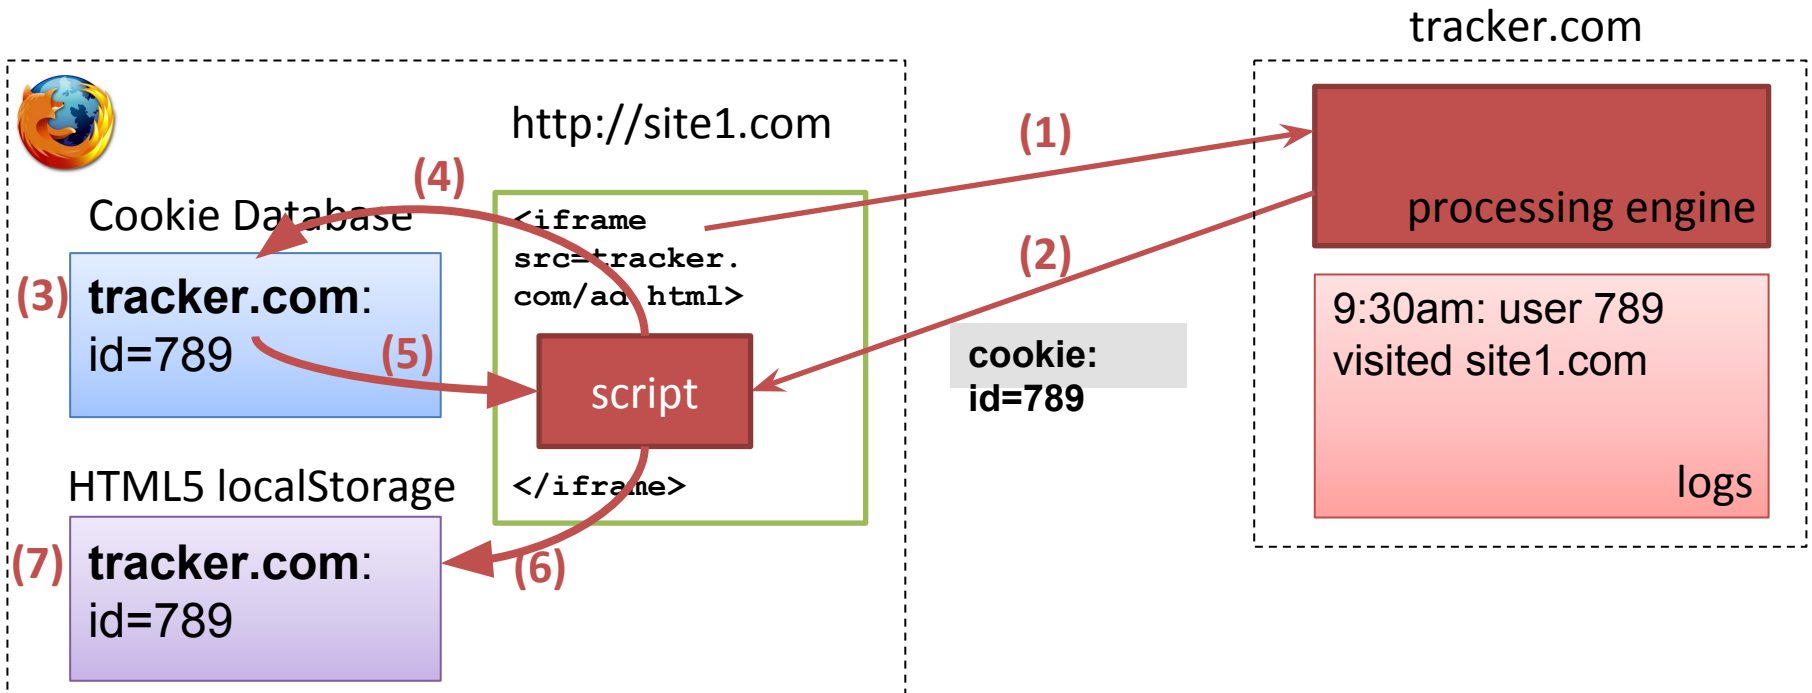 tracker.com
http://site1.com
(1)
(4)
Cookie Database
<iframe
src=tracker.
com/ad.html>
processing engine
(2)
(3)
tracker.com:
id=789
(5)
script
cookie:
id=789
9:30am: user 789
visited site1.com
logs
HTML5 localStorage
</iframe>
(7)
tracker.com:
id=789
(6)